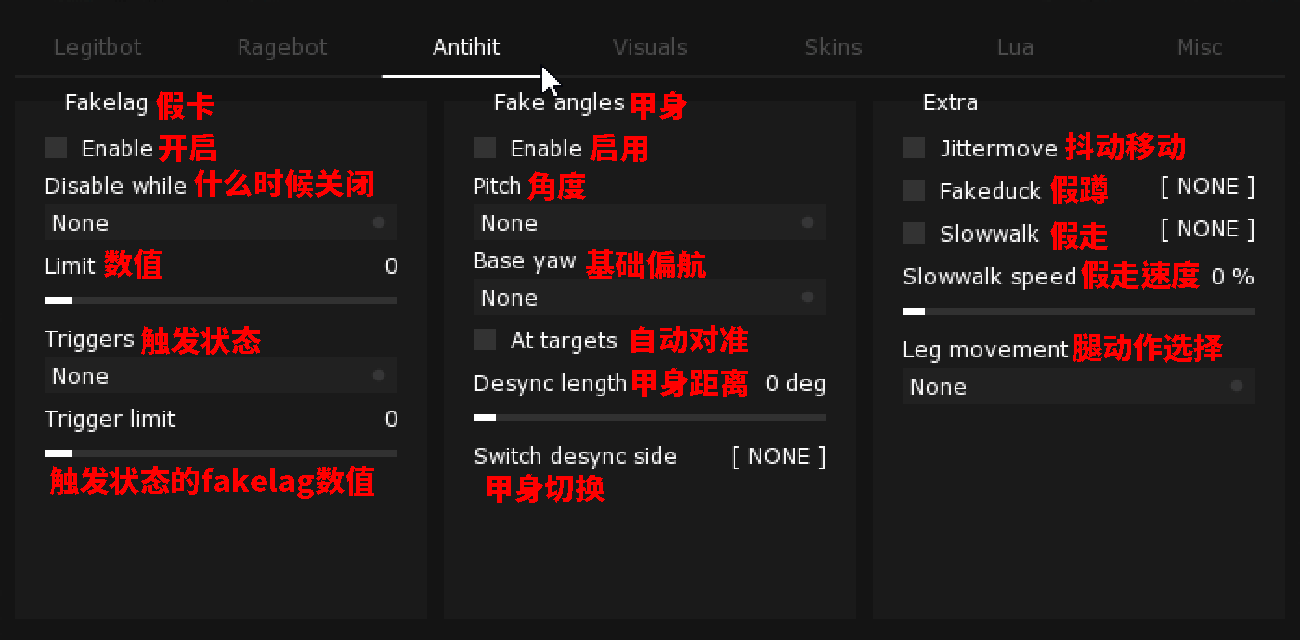 Legitbot Ragebot Antihit Visuals Skins Lua Misc
Fakelag 假卡
Enable 开启
Disable while 什么时候关闭
None
Limit 数值 0
Triggers 触发状态
None
Trigger limit 0
触发状态的fakelag数值
Fake angles 甲身
Enable 启用
Pitch 角度
None
Base yaw 基础偏航
None
At targets 自动对准
Desync length 甲身距离 0 deg
Switch desync side [ NONE ]
甲身切换
Extra
Jittermove 抖动移动
Fakeduck 假蹲 [ NONE ]
Slowwalk 假走 [ NONE ]
Slowwalk speed 假走速度 0 %
Leg movement 腿动作选择
None